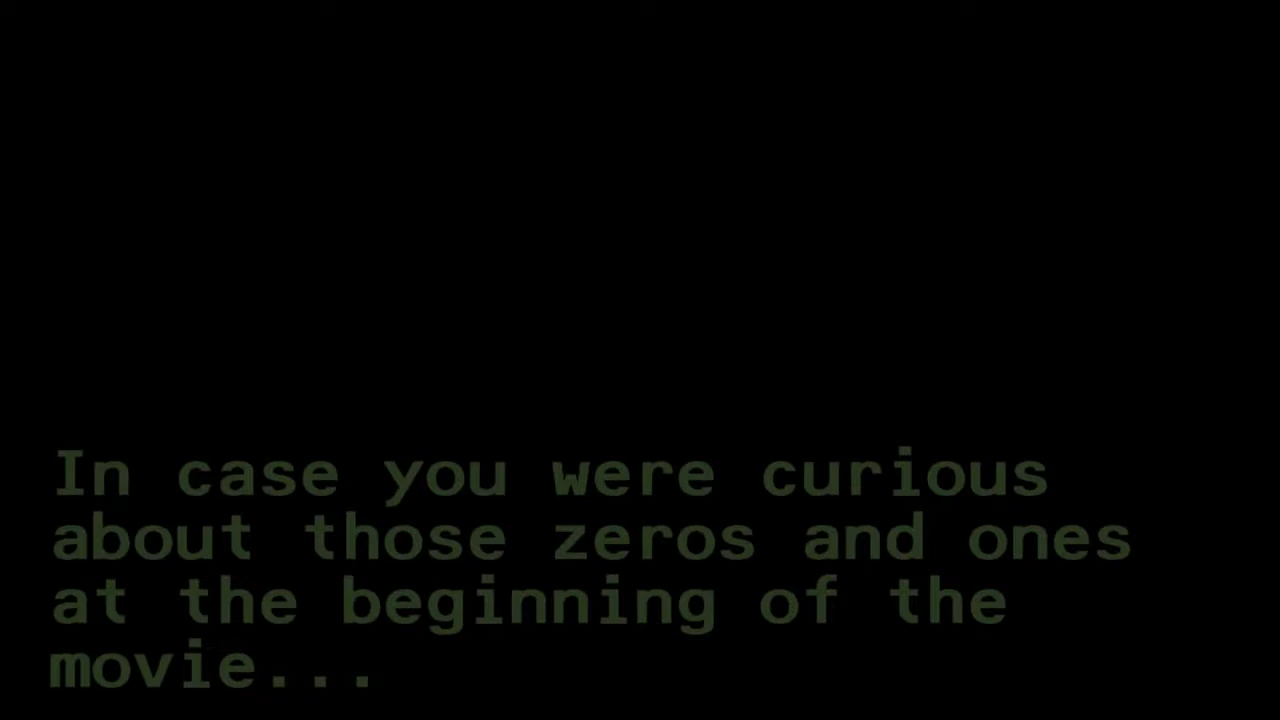 In case you were curious
about those zeros and ones
at the beginning of the
movie...